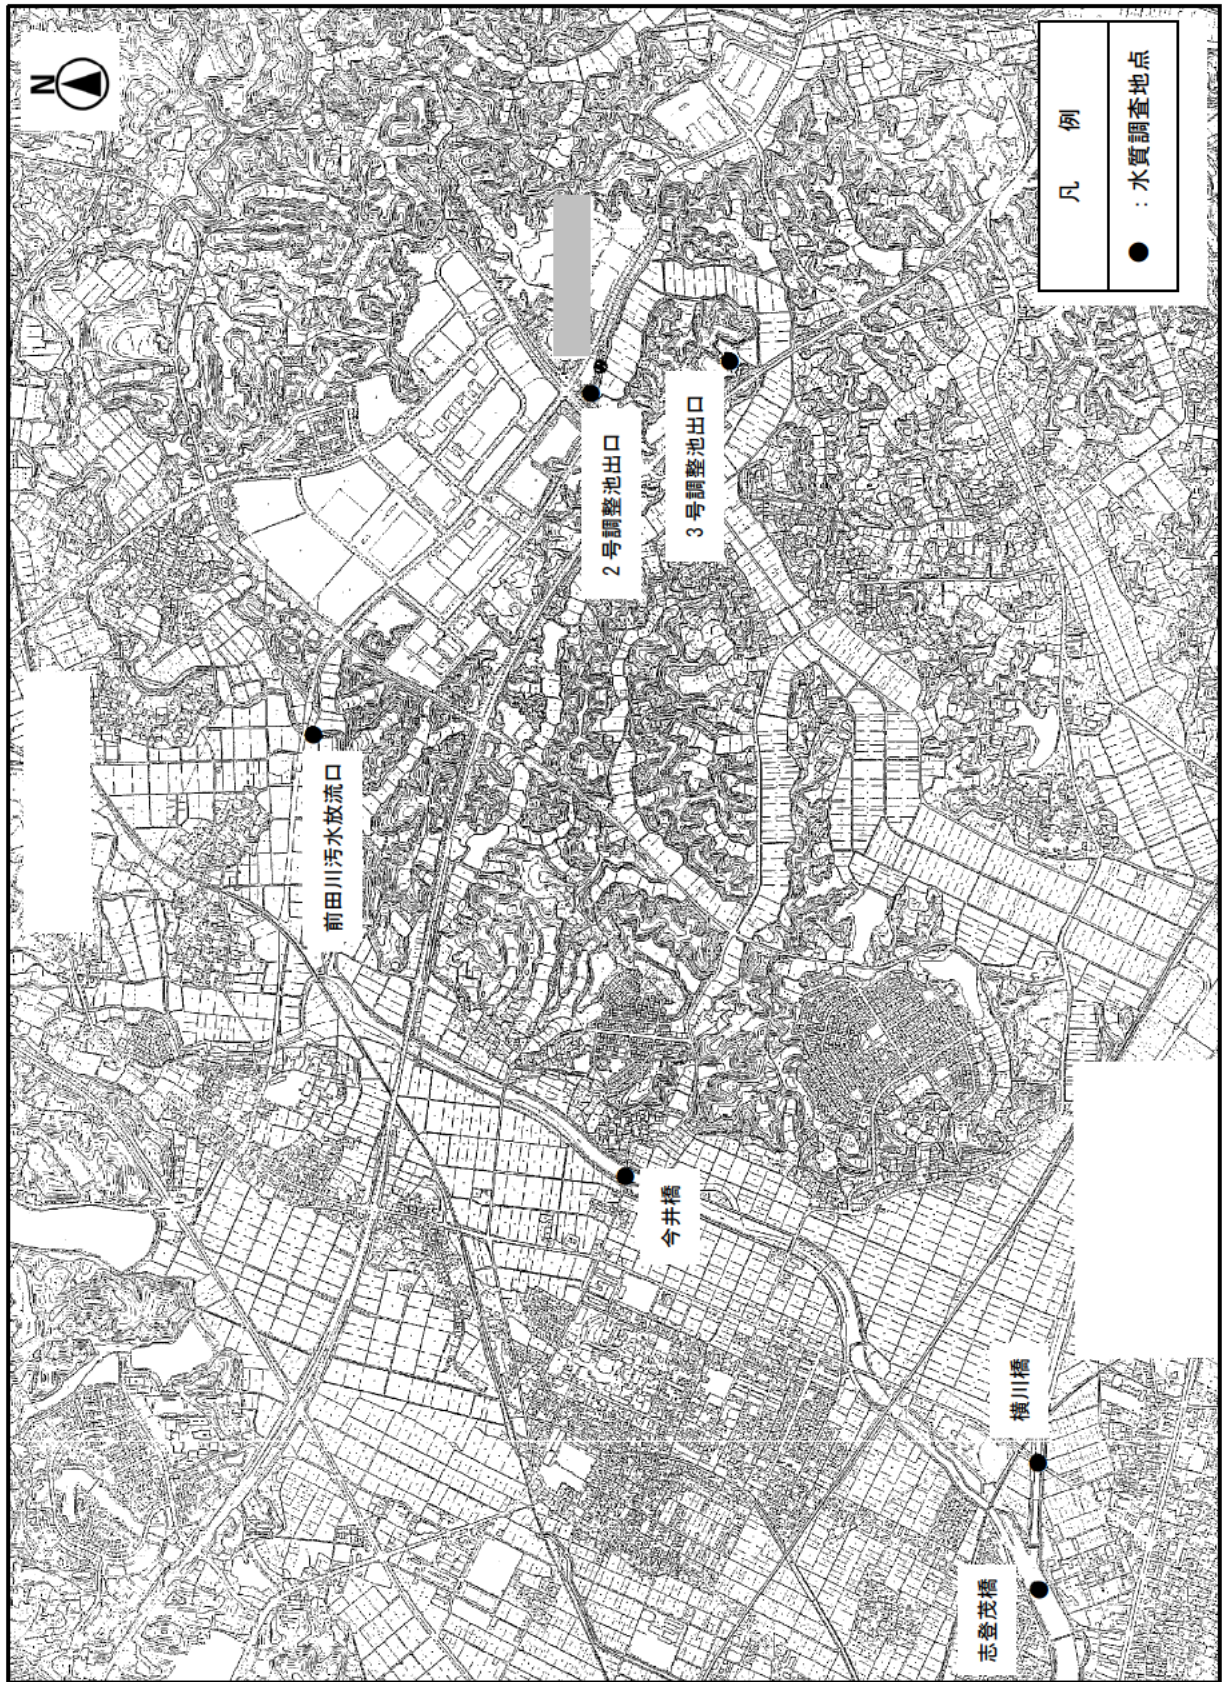 N
凡 例
● ：水質調査地点
2号調整池出口
3号調整池出口
前田川汚水放流口
今井橋
横川橋
志登茂橋